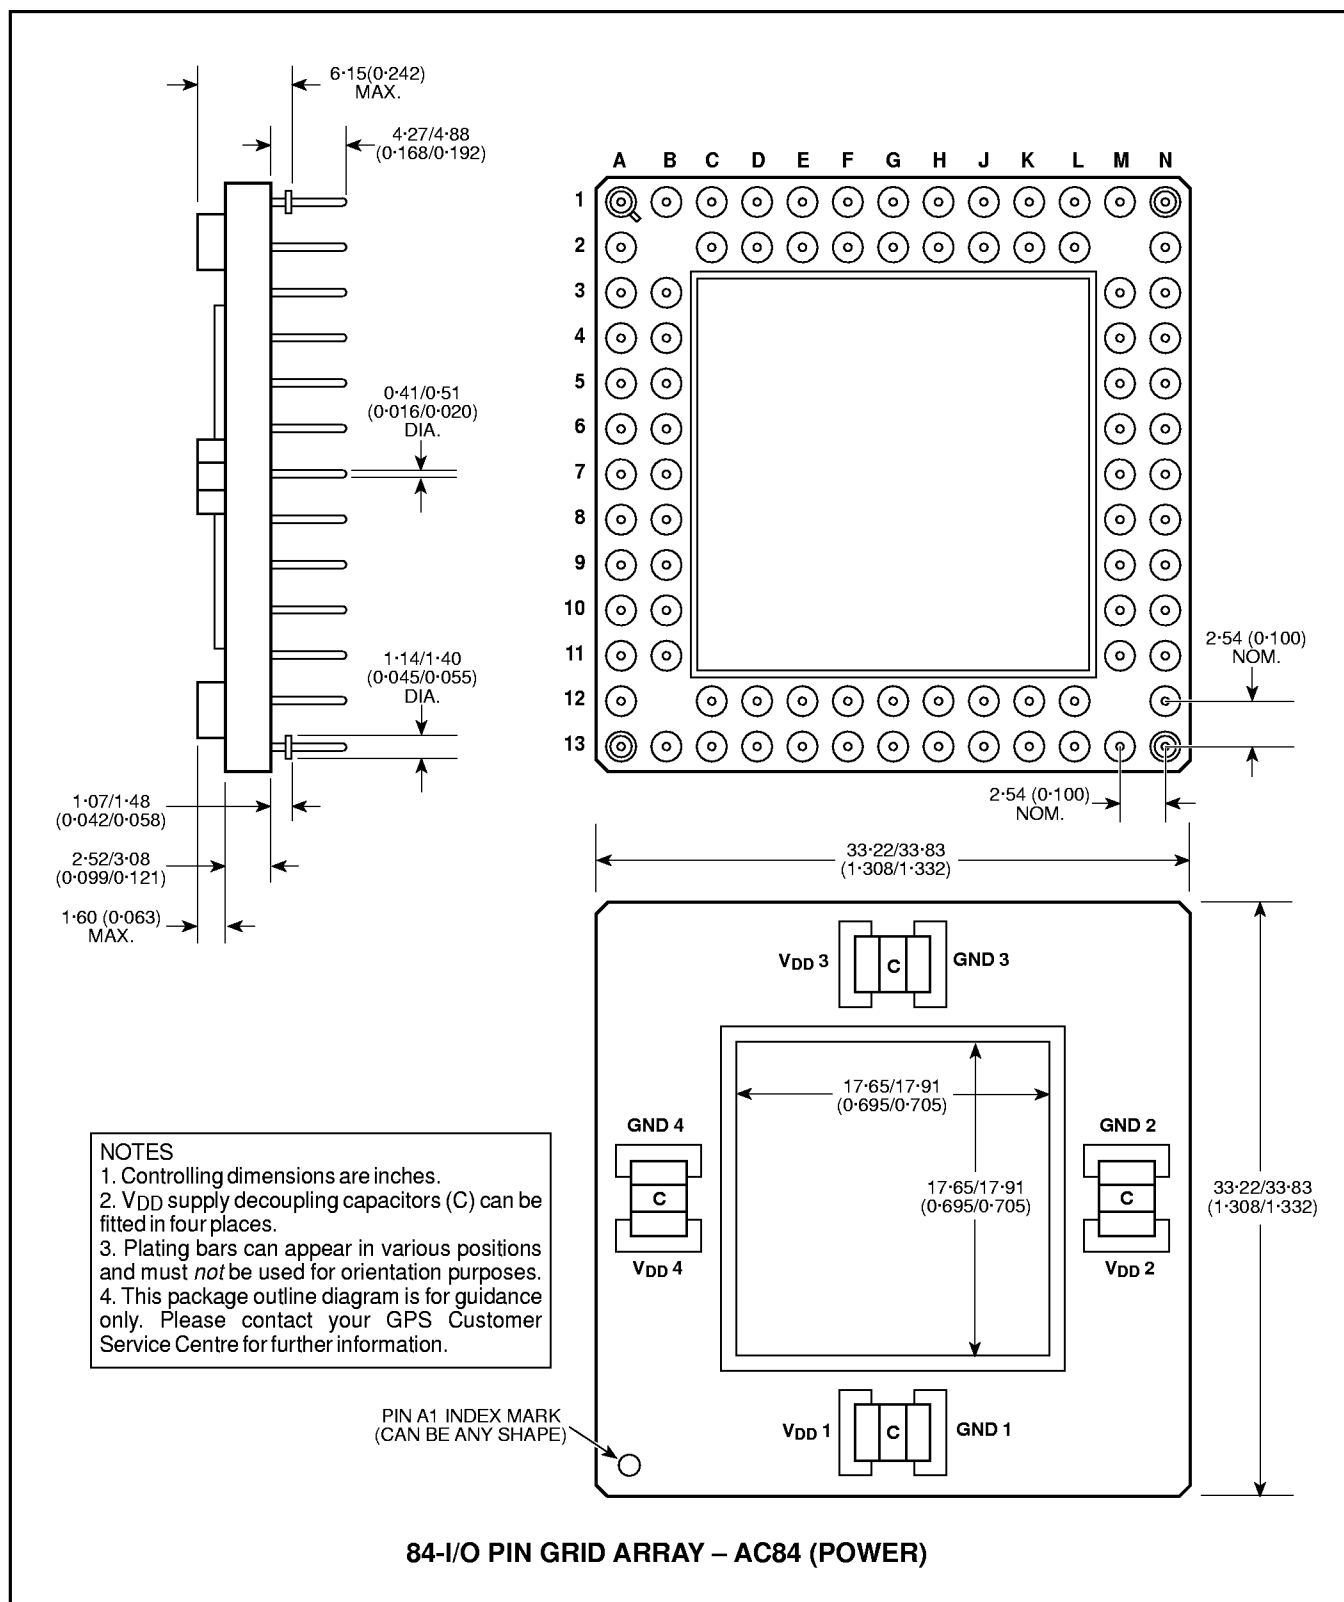 6·15(0·242)
MAX.
4·27/4·88
(0·168/0·192)
A B C D E F G H J K L M N
1
2
3
4
5
6
7
8
9
10
11
12
13
0·41/0·51
(0·016/0·020)
DIA.
1·14/1·40
(0·045/0·055)
DIA.
2·54 (0·100)
NOM.
1·07/1·48
(0·042/0·058)
2·54 (0·100)
NOM.
2·52/3·08
(0·099/0·121)
33·22/33·83
(1·308/1·332)
1·60 (0·063)
MAX.
VDD 3
C
GND 3
17·65/17·91
(0·695/0·705)
GND 4
C
VDD 4
17·65/17·91
(0·695/0·705)
GND 2
C
VDD 2
33·22/33·83
(1·308/1·332)
NOTES
1. Controlling dimensions are inches.
2. VDD supply decoupling capacitors (C) can be
fitted in four places.
3. Plating bars can appear in various positions
and must not be used for orientation purposes.
4. This package outline diagram is for guidance
only. Please contact your GPS Customer
Service Centre for further information.
PIN A1 INDEX MARK
(CAN BE ANY SHAPE)
VDD 1
C
GND 1
84-I/O PIN GRID ARRAY – AC84 (POWER)